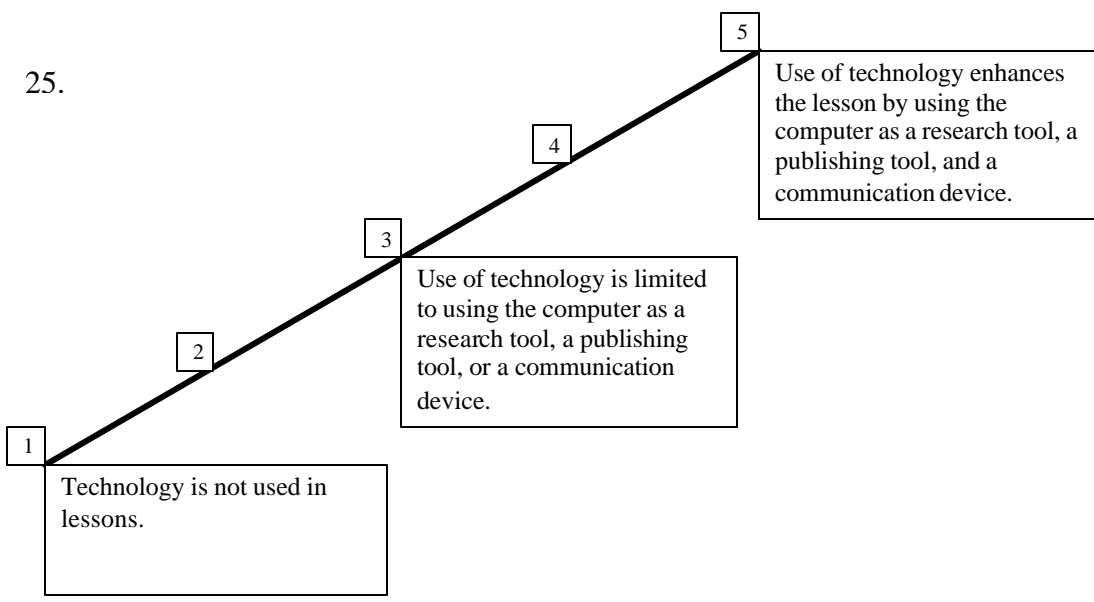 25.
5
Use of technology enhances
the lesson by using the
computer as a research tool, a
publishing tool, and a
communication device.
4
3
Use of technology is limited
to using the computer as a
research tool, a publishing
tool, or a communication
device.
2
1
Technology is not used in
lessons.